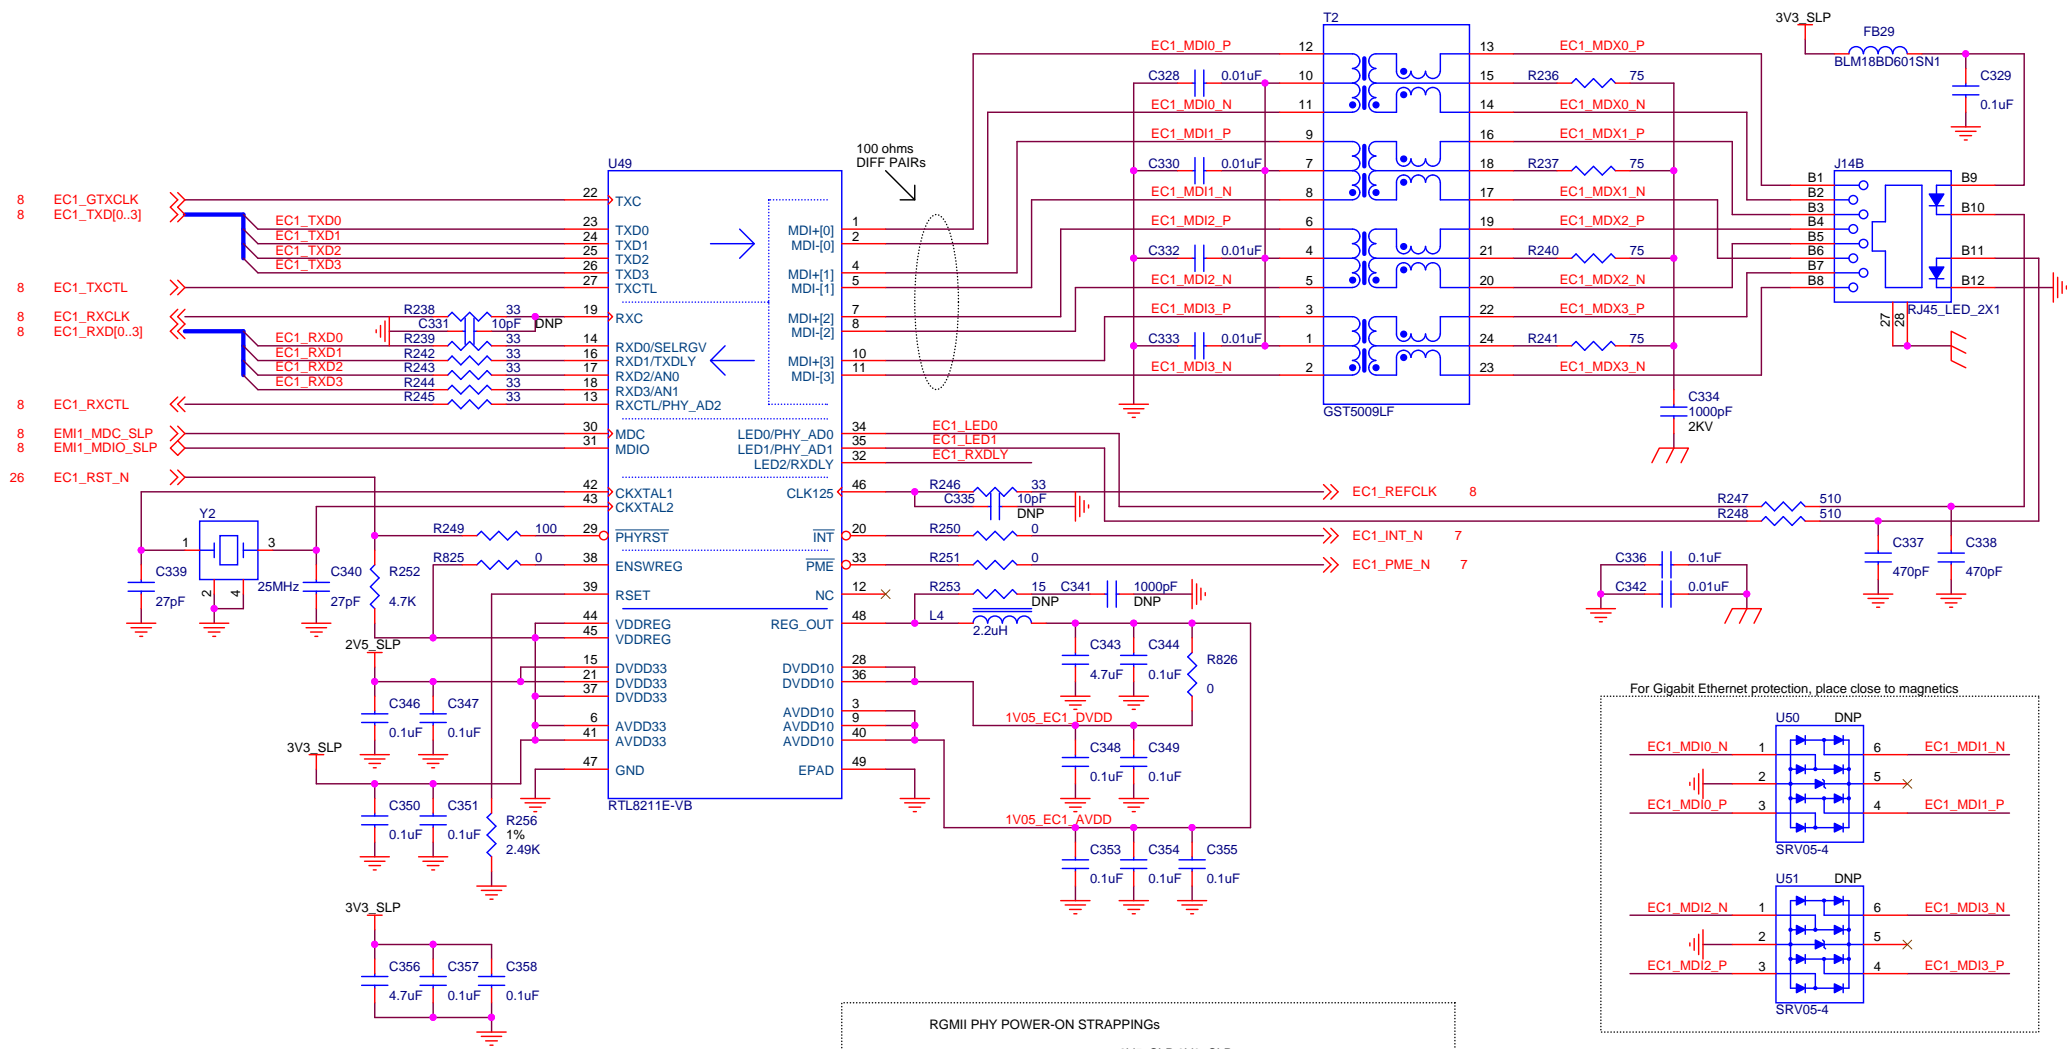 8 EC1_GTXCLK
8 EC1_TXD[0..3]
EC1_TXD0
EC1_TXD1
EC1_TXD2
EC1_TXD3
8 EC1_TXCTL
8 EC1_RXCLK
8 EC1_RXD[0..3]
EC1_RXD0
EC1_RXD1
EC1_RXD2
EC1_RXD3
8 EC1_RXCTL
8 EMI1_MDC_SLP
8 EMI1_MDIO_SLP
26 EC1_RST_N
R238 33
C331 10pF DNP
R239 33
R242 33
R243 33
R244 33
R245 33
Y2
1 3
2 4
25MHz
C339
27pF
C340
27pF
R252
4.7K
R249 100
R825 0
2V5_SLP
C346
0.1uF
C347
0.1uF
3V3_SLP
C350
0.1uF
C351
0.1uF
R256
1%
2.49K
3V3_SLP
C356
4.7uF
C357
0.1uF
C358
0.1uF
U49
22 TXC
23 TXD0
24 TXD1
25 TXD2
26 TXD3
27 TXCTL
19 RXC
14 RXD0/SELRGV
16 RXD1/TXDLY
17 RXD2/AN0
18 RXD3/AN1
13 RXCTL/PHY_AD2
30 MDC
31 MDIO
42 CKXTAL1
43 CKXTAL2
29 PHYRST
38 ENSWREG
39 RSET
44 VDDREG
45 VDDREG
15 DVDD33
21 DVDD33
37 DVDD33
6 AVDD33
41 AVDD33
47 GND
MDI+[0] 1
MDI-[0] 2
MDI+[1] 4
MDI-[1] 5
MDI+[2] 7
MDI-[2] 8
MDI+[3] 10
MDI-[3] 11
LED0/PHY_AD0 34
LED1/PHY_AD1 35
LED2/RXDLY 32
CLK125 46
INT 20
PME 33
NC 12
REG_OUT 48
DVDD10 28
DVDD10 36
AVDD10 3
AVDD10 9
AVDD10 40
EPAD 49
RTL8211E-VB
100 ohms
DIFF PAIRs
EC1_LED0
EC1_LED1
EC1_RXDLY
R246 33 EC1_REFCLK 8
C335 10pF
DNP
R250 0 EC1_INT_N 7
R251 0 EC1_PME_N 7
R253 15 C341 1000pF
DNP DNP
L4
2.2uH
C343
4.7uF
C344
0.1uF
R826
0
1V05_EC1_DVDD
C348
0.1uF
C349
0.1uF
1V05_EC1_AVDD
C353
0.1uF
C354
0.1uF
C355
0.1uF
T2
EC1_MDI0_P 12
C328 0.01uF 10
EC1_MDI0_N 11
EC1_MDI1_P 9
C330 0.01uF 7
EC1_MDI1_N 8
EC1_MDI2_P 6
C332 0.01uF 4
EC1_MDI2_N 5
EC1_MDI3_P 3
C333 0.01uF 1
EC1_MDI3_N 2
13 EC1_MDX0_P
15 R236 75
14 EC1_MDX0_N
16 EC1_MDX1_P
18 R237 75
17 EC1_MDX1_N
19 EC1_MDX2_P
21 R240 75
20 EC1_MDX2_N
22 EC1_MDX3_P
24 R241 75
23 EC1_MDX3_N
GST5009LF
C334
1000pF
2KV
3V3_SLP
FB29
BLM18BD601SN1
C329
0.1uF
J14B
B1
B2
B3
B4
B5
B6
B7
B8
B9
B10
B11
B12
27
28
RJ45_LED_2X1
R247 510
R248 510
C337
470pF
C338
470pF
C336 0.1uF
C342 0.01uF
For Gigabit Ethernet protection, place close to magnetics
U50 DNP
EC1_MDI0_N 1 6 EC1_MDI1_N
2 5
EC1_MDI0_P 3 4 EC1_MDI1_P
SRV05-4
U51 DNP
EC1_MDI2_N 1 6 EC1_MDI3_N
2 5
EC1_MDI2_P 3 4 EC1_MDI3_P
SRV05-4
RGMII PHY POWER-ON STRAPPINGs